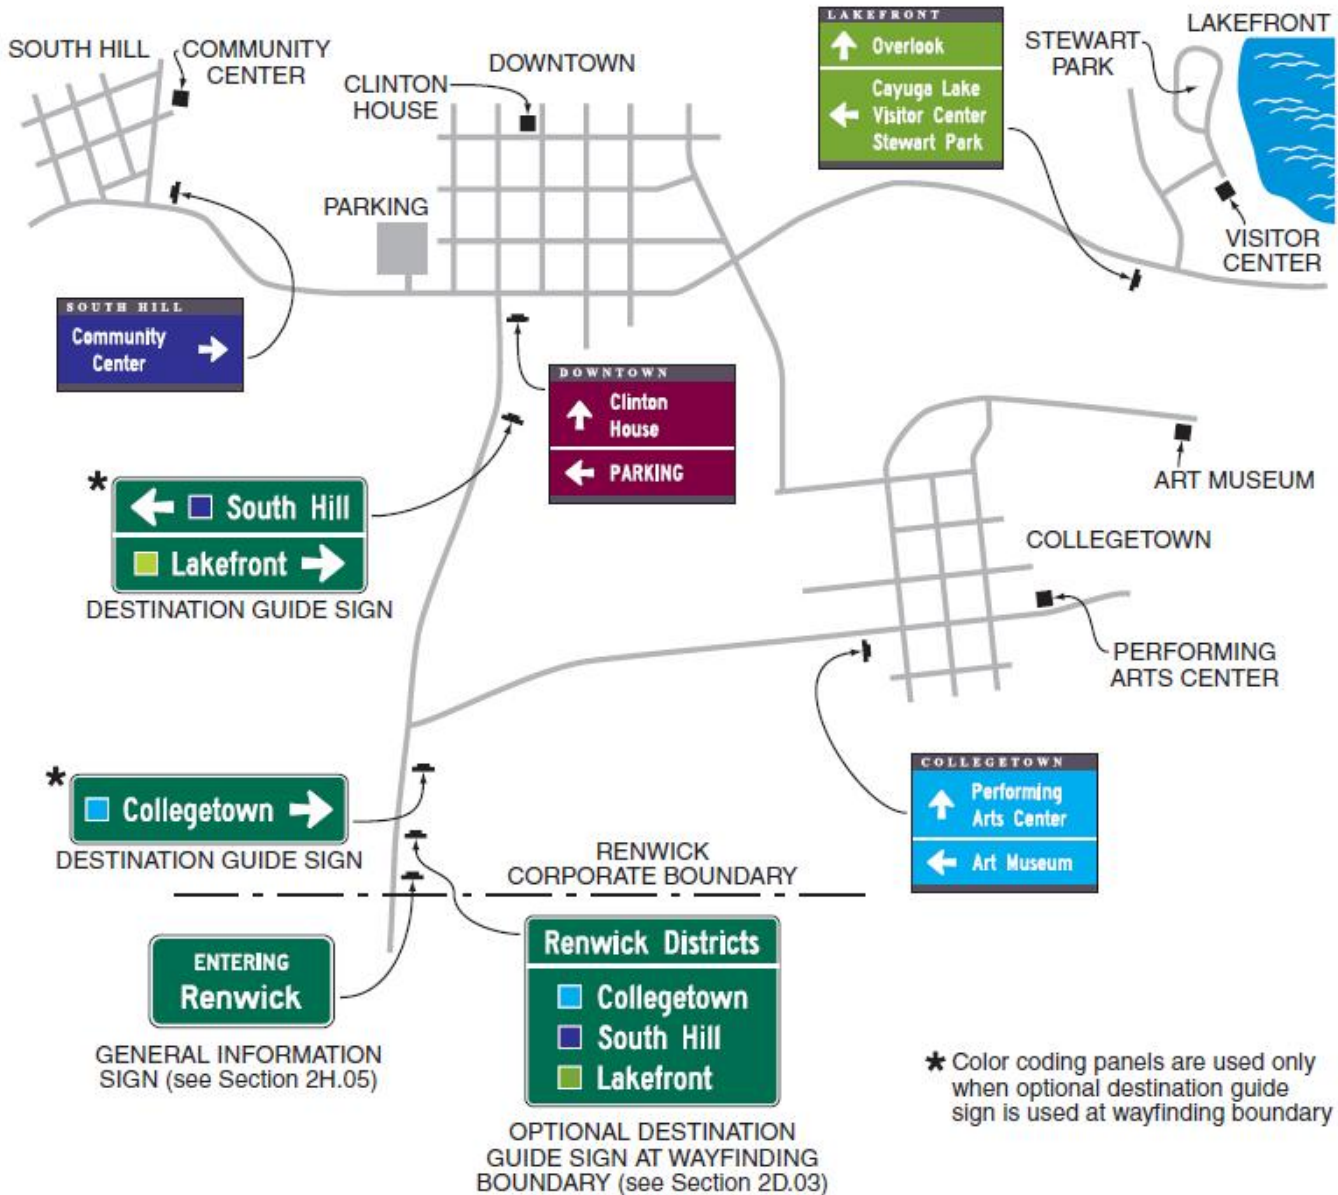 SOUTH HILL
COMMUNITY
CENTER
CLINTON
HOUSE
DOWNTOWN
LAKEFRONT
Overlook
Cayuga Lake
Visitor Center
Stewart Park
STEWART
PARK
LAKEFRONT
PARKING
VISITOR
CENTER
SOUTH HILL
Community
Center
DOWNTOWN
Clinton
House
PARKING
ART MUSEUM
* South Hill
Lakefront
DESTINATION GUIDE SIGN
COLLEGETOWN
PERFORMING
ARTS CENTER
* Collegetown
DESTINATION GUIDE SIGN
COLLEGETOWN
Performing
Arts Center
Art Museum
RENWICK
CORPORATE BOUNDARY
ENTERING
Renwick
GENERAL INFORMATION
SIGN (see Section 2H.05)
Renwick Districts
Collegetown
South Hill
Lakefront
OPTIONAL DESTINATION
GUIDE SIGN AT WAYFINDING
BOUNDARY (see Section 2D.03)
* Color coding panels are used only
when optional destination guide
sign is used at wayfinding boundary